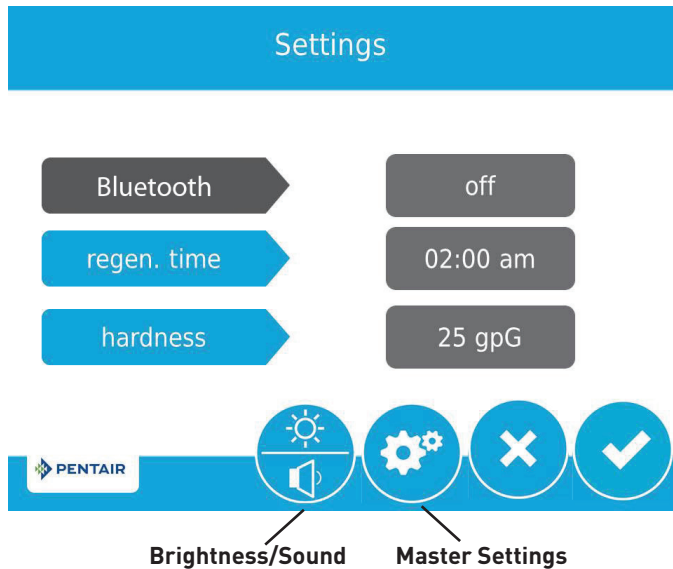 Settings
Bluetooth off
regen. time 02:00 am
hardness 25 gpG
PENTAIR
Brightness/Sound Master Settings